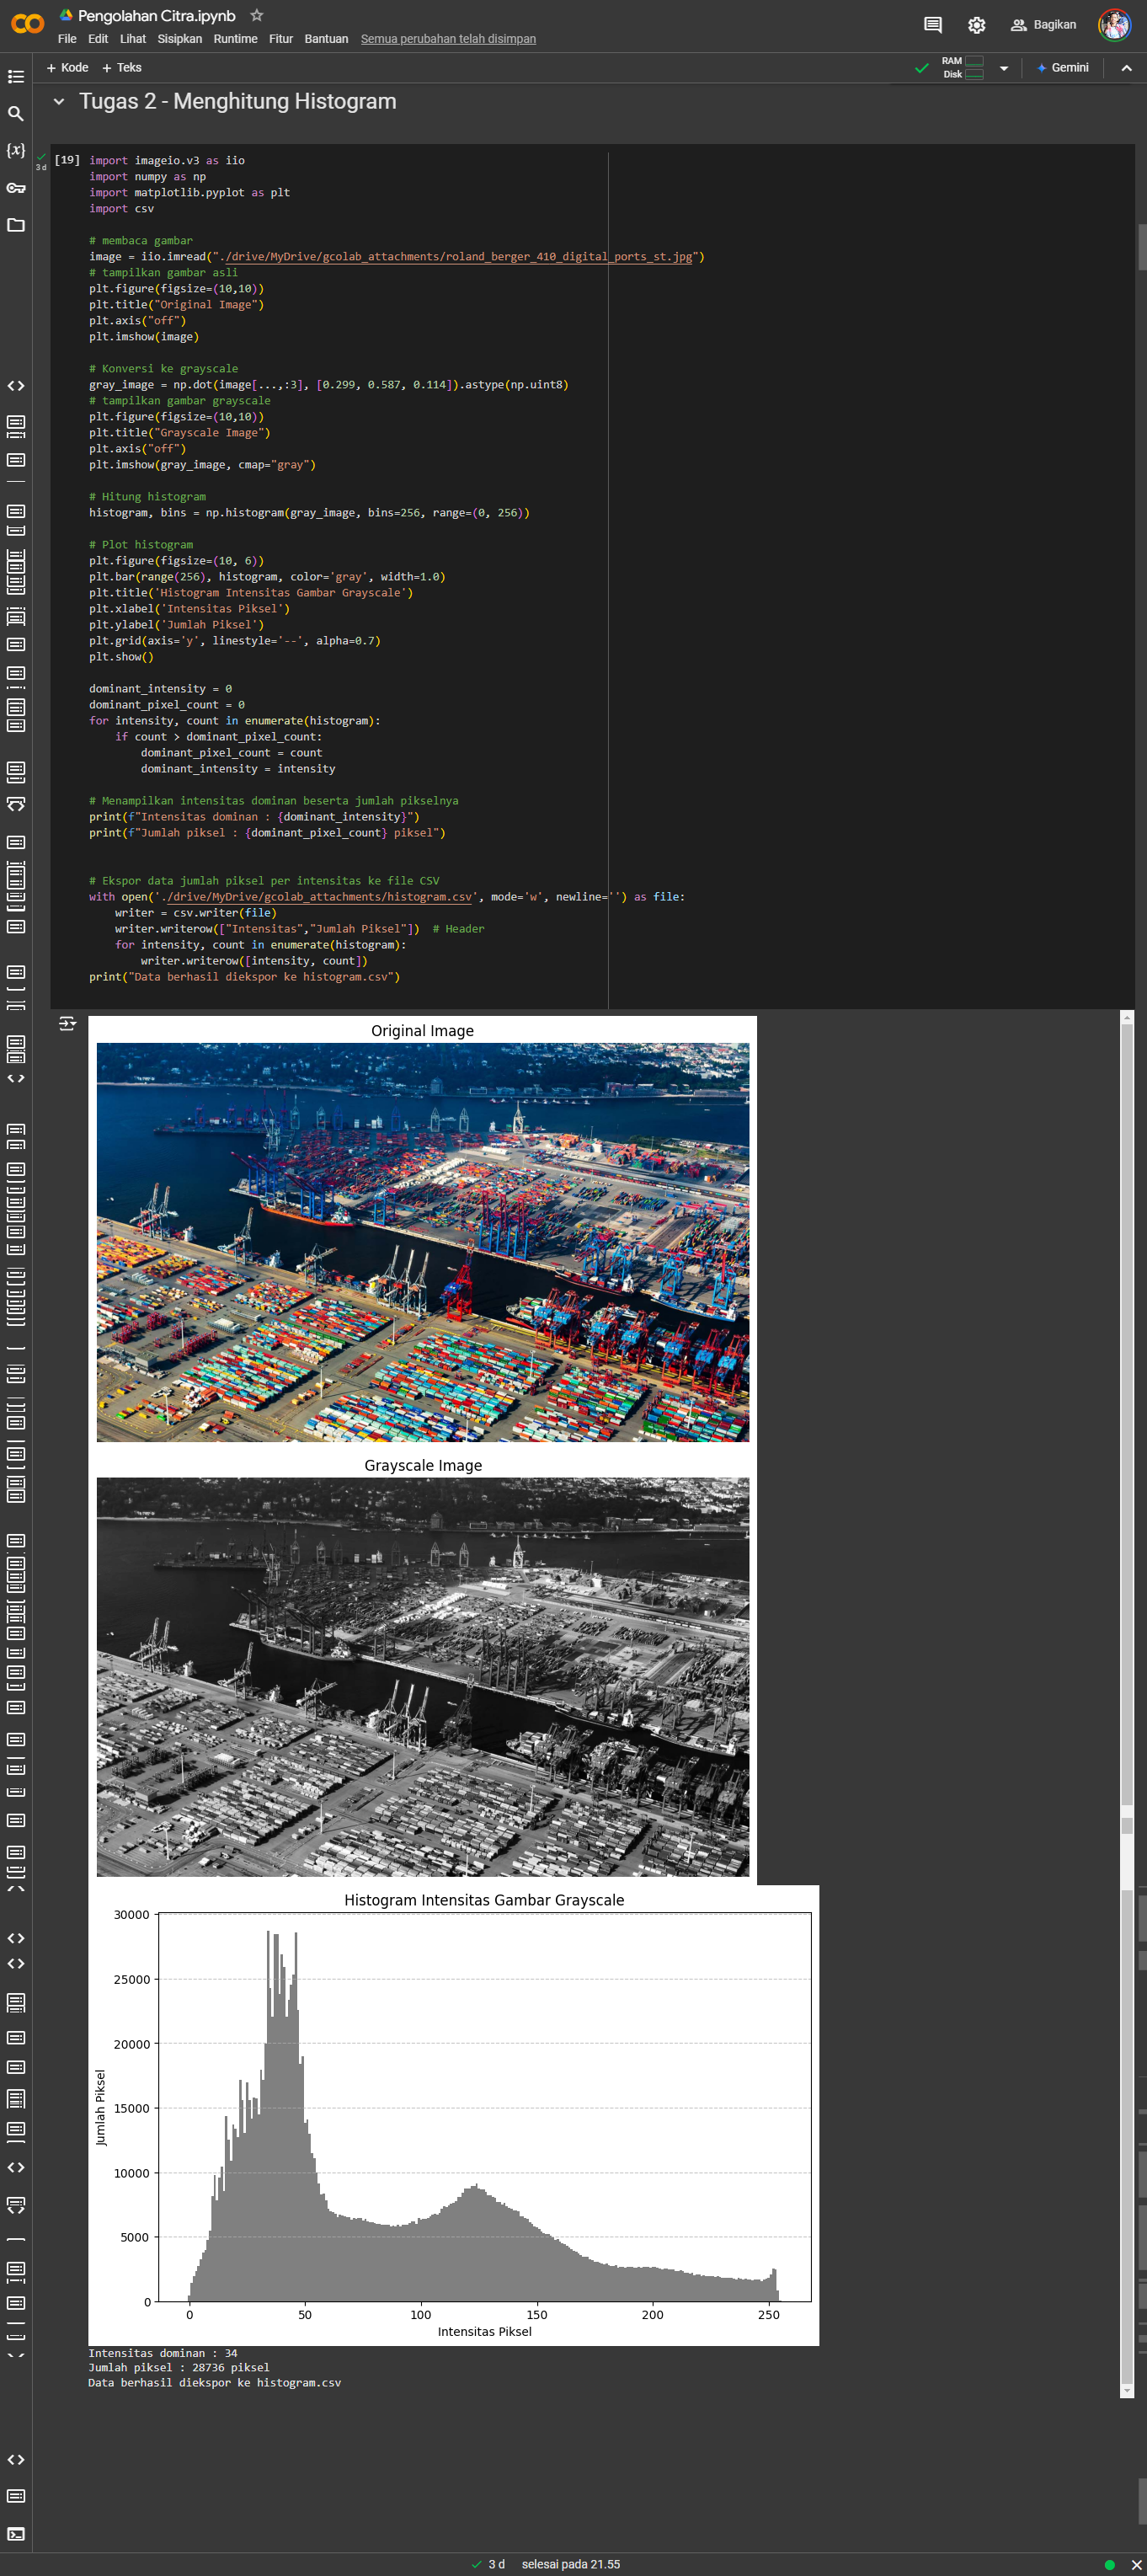 Pengolahan Citra.ipynb
File Edit Lihat Sisipkan Runtime Fitur Bantuan Semua perubahan telah disimpan
Bagikan
+ Kode + Teks
RAM
Disk
Gemini
Tugas 2 - Menghitung Histogram
3 d
[19] import imageio.v3 as iio
import numpy as np
import matplotlib.pyplot as plt
import csv
# membaca gambar
image = iio.imread("./drive/MyDrive/gcolab_attachments/roland_berger_410_digital_ports_st.jpg")
# tampilkan gambar asli
plt.figure(figsize=(10,10))
plt.title("Original Image")
plt.axis("off")
plt.imshow(image)
# Konversi ke grayscale
gray_image = np.dot(image[...,:3], [0.299, 0.587, 0.114]).astype(np.uint8)
# tampilkan gambar grayscale
plt.figure(figsize=(10,10))
plt.title("Grayscale Image")
plt.axis("off")
plt.imshow(gray_image, cmap="gray")
# Hitung histogram
histogram, bins = np.histogram(gray_image, bins=256, range=(0, 256))
# Plot histogram
plt.figure(figsize=(10, 6))
plt.bar(range(256), histogram, color='gray', width=1.0)
plt.title('Histogram Intensitas Gambar Grayscale')
plt.xlabel('Intensitas Piksel')
plt.ylabel('Jumlah Piksel')
plt.grid(axis='y', linestyle='--', alpha=0.7)
plt.show()
dominant_intensity = 0
dominant_pixel_count = 0
for intensity, count in enumerate(histogram):
    if count > dominant_pixel_count:
        dominant_pixel_count = count
        dominant_intensity = intensity
# Menampilkan intensitas dominan beserta jumlah pikselnya
print(f"Intensitas dominan : {dominant_intensity}")
print(f"Jumlah piksel : {dominant_pixel_count} piksel")
# Ekspor data jumlah piksel per intensitas ke file CSV
with open('./drive/MyDrive/gcolab_attachments/histogram.csv', mode='w', newline='') as file:
    writer = csv.writer(file)
    writer.writerow(["Intensitas","Jumlah Piksel"])  # Header
    for intensity, count in enumerate(histogram):
        writer.writerow([intensity, count])
print("Data berhasil diekspor ke histogram.csv")
Original Image
Grayscale Image
Histogram Intensitas Gambar Grayscale
30000
25000
20000
15000
10000
5000
0
Jumlah Piksel
0 50 100 150 200 250
Intensitas Piksel
Intensitas dominan : 34
Jumlah piksel : 28736 piksel
Data berhasil diekspor ke histogram.csv
3 d selesai pada 21.55